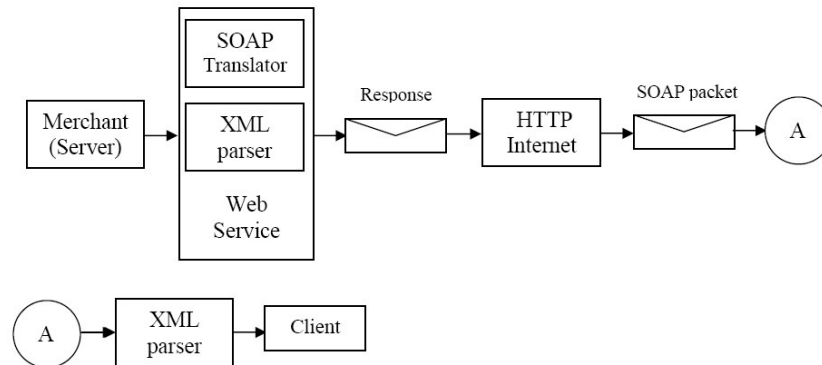 SOAP
Translator
Merchant
(Server)
XML
parser
Web
Service
Response
HTTP
Internet
SOAP packet
A
A
XML
parser
Client